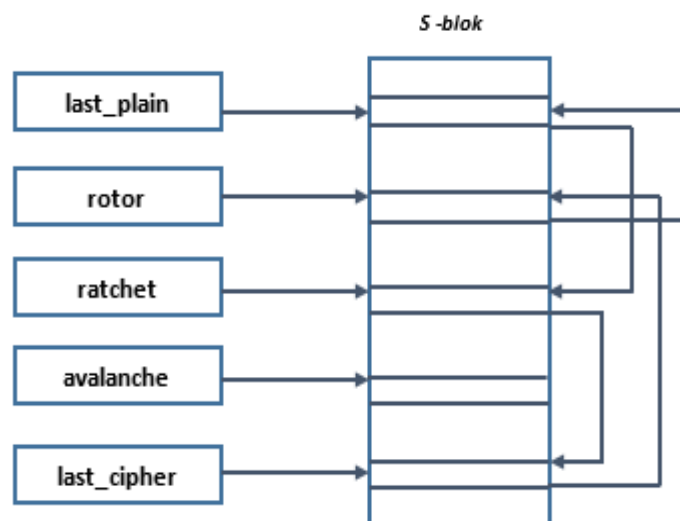 S -blok
last_plain
rotor
ratchet
avalanche
last_cipher